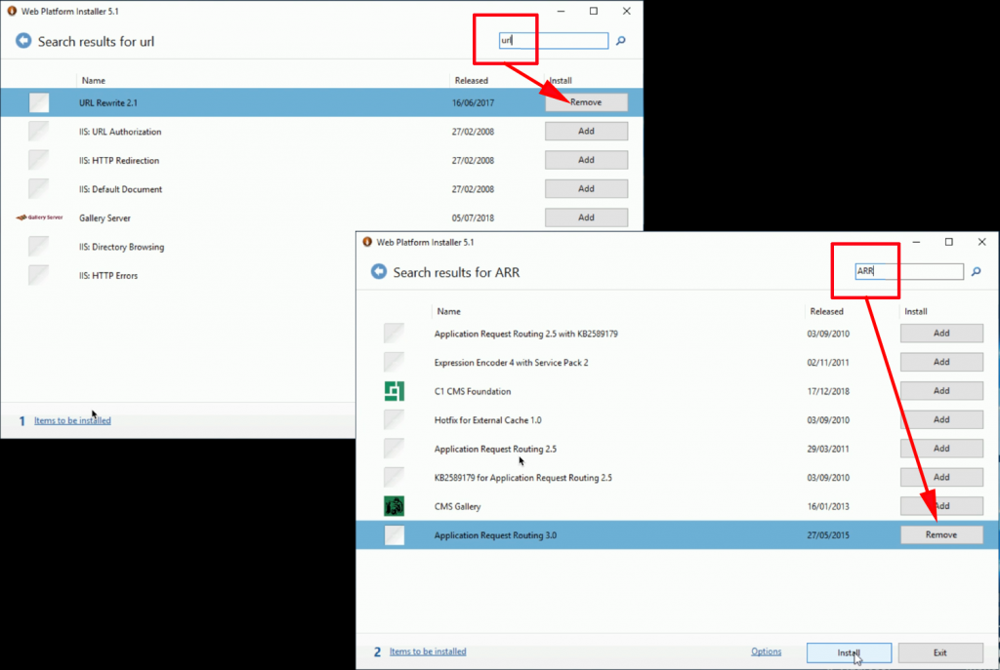 Web Platform Installer 5.1
Search results for url
url
Name Released Install
URL Rewrite 2.1 16/06/2017 Remove
IIS: URL Authorization 27/02/2008 Add
IIS: HTTP Redirection 27/02/2008 Add
IIS: Default Document 27/02/2008 Add
Gallery Server Gallery Server 05/07/2018 Add
IIS: Directory Browsing
IIS: HTTP Errors
1 Items to be installed
Web Platform Installer 5.1
Search results for ARR
ARR
Name Released Install
Application Request Routing 2.5 with KB2589179 03/09/2010 Add
Expression Encoder 4 with Service Pack 2 02/11/2011 Add
C1 CMS Foundation 17/12/2018 Add
Hotfix for External Cache 1.0 03/09/2010 Add
Application Request Routing 2.5 29/03/2011 Add
KB2589179 for Application Request Routing 2.5 03/09/2010 Add
CMS Gallery 16/01/2013 Add
Application Request Routing 3.0 27/05/2015 Remove
2 Items to be installed Options Install Exit